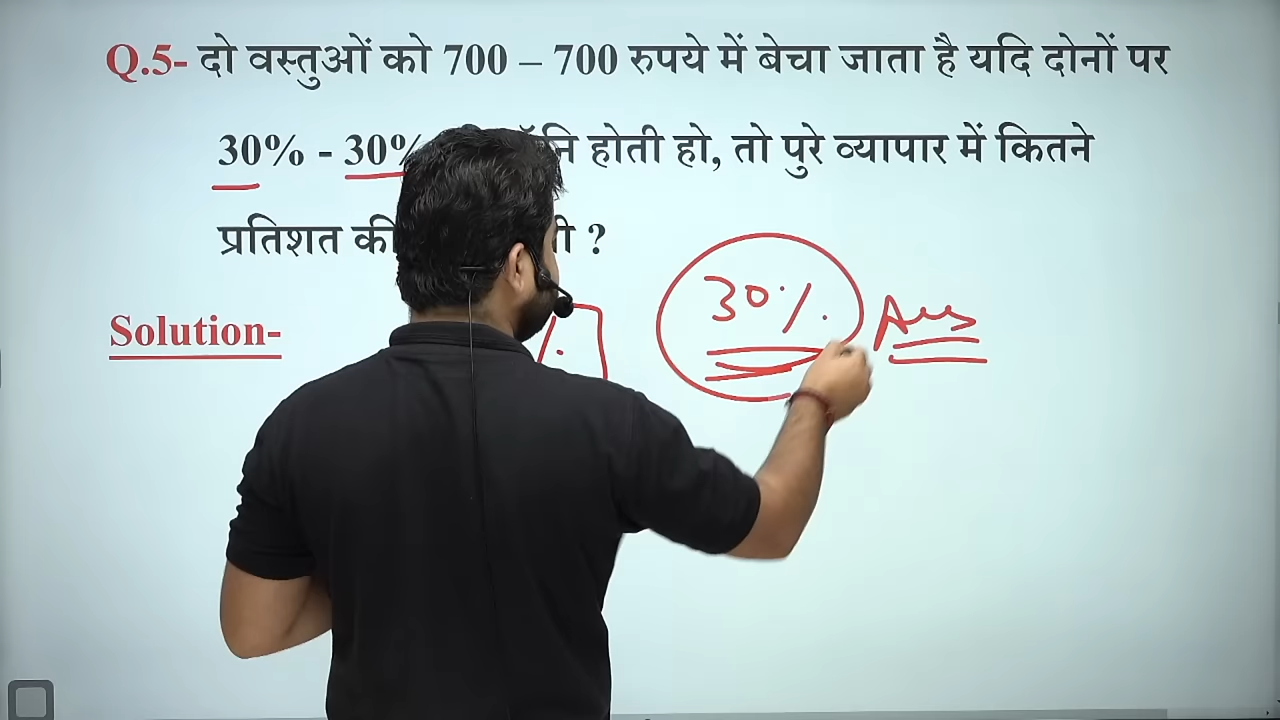 Q.5- दो वस्तुओं को 700 – 700 रुपये में बेचा जाता है यदि दोनों पर
30% - 30% होती हो, तो पुरे व्यापार में कितने
प्रतिशत की ?
Solution-
30% Ans